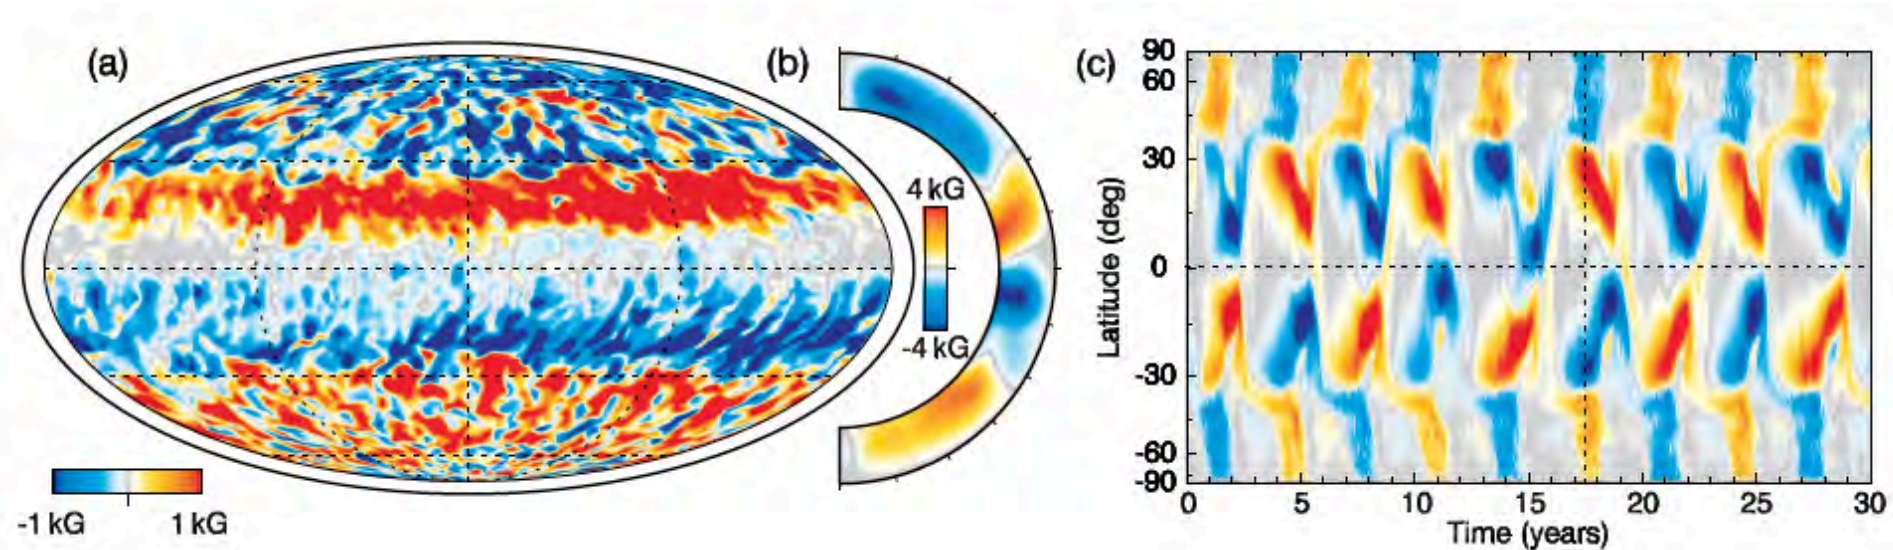 (a)
-1 kG 1 kG
(b)
4 kG
-4 kG
(c)
90
60
30
0
-30
-60
-90
Latitude (deg)
0 5 10 15 20 25 30
Time (years)